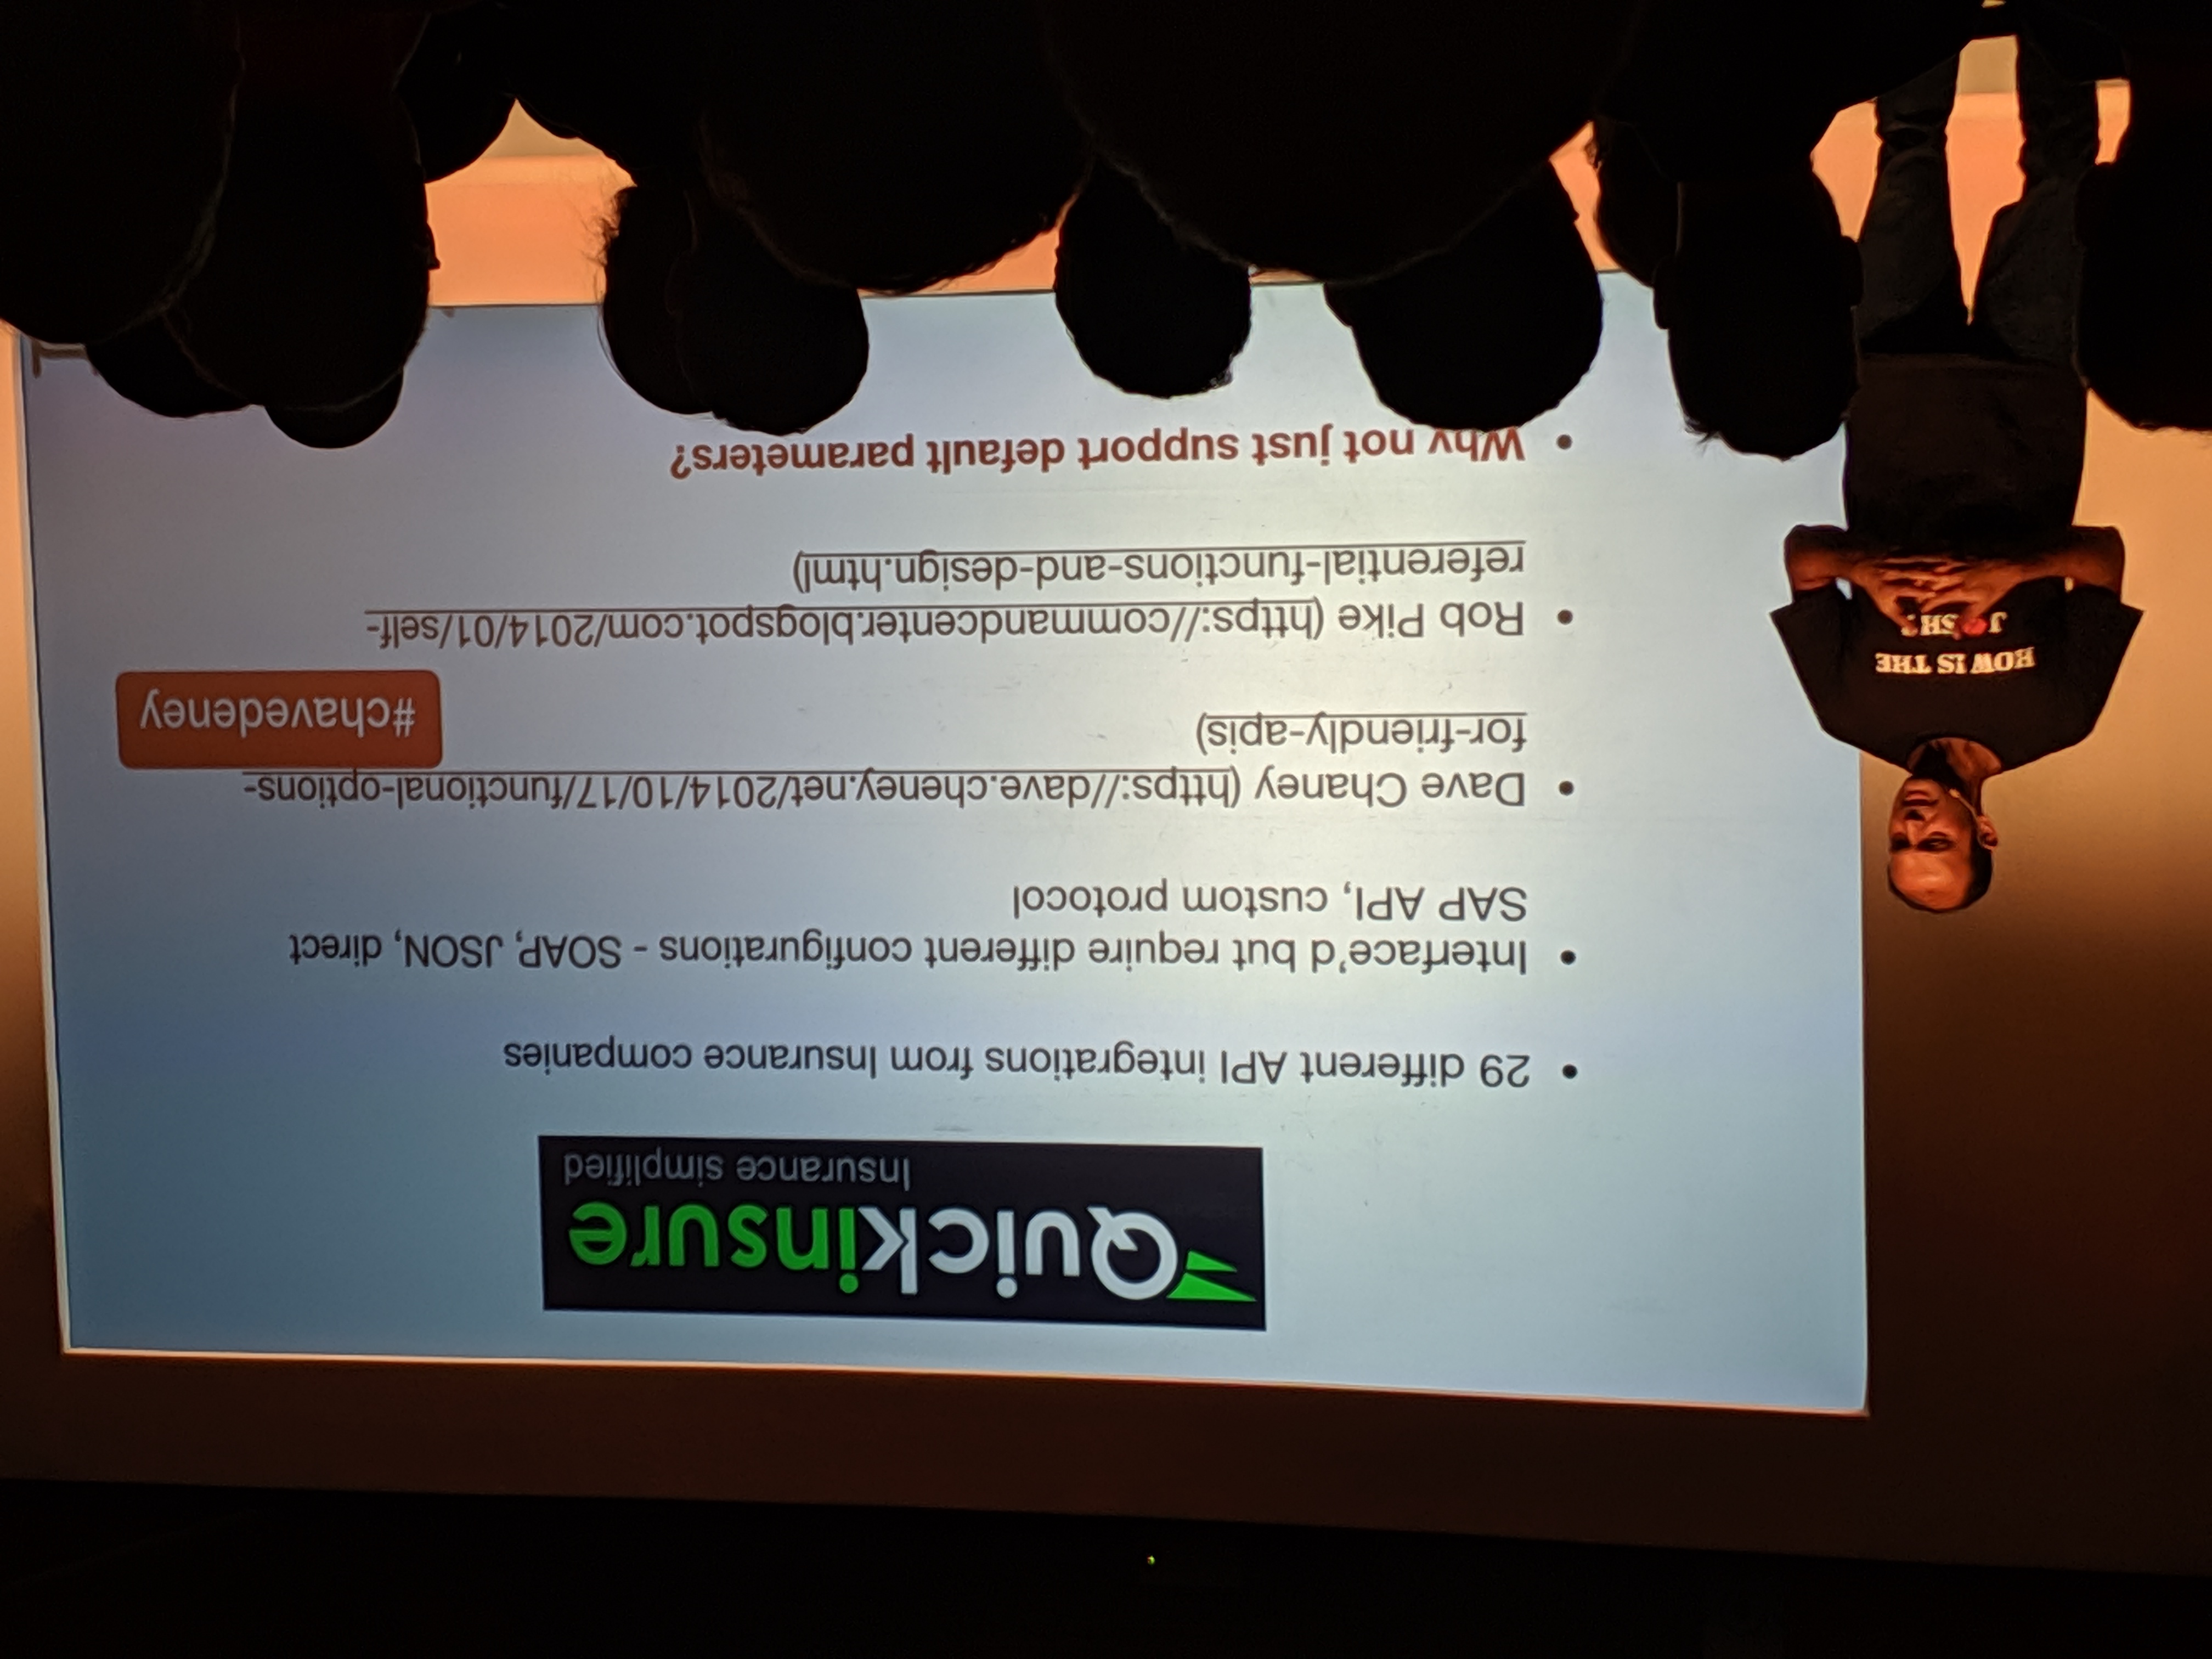 Quickinsure
Insurance simplified
• 29 different API integrations from Insurance companies
• Interface'd but require different configurations - SOAP, JSON, direct
SAP API, custom protocol
• Dave Chaney (https://dave.cheney.net/2014/10/17/functional-options-
for-friendly-apis)
#chavedeney
• Rob Pike (https://commandcenter.blogspot.com/2014/01/self-
referential-functions-and-design.html)
• Why not just support default parameters?
HOW IS THE
JOSH?